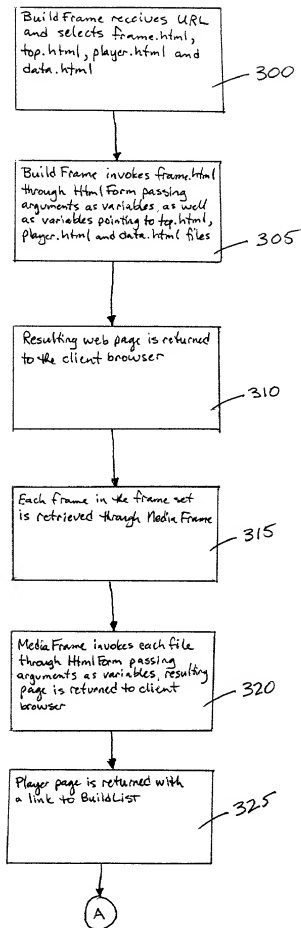 Build Frame receives URL
and selects frame.html,
top.html, player.html and
data.html
300
Build Frame invokes frame.html
through Html Form passing
arguments as variables, as well
as variables pointing to top.html,
player.html and data.html files
305
Resulting web page is returned
to the client browser
310
Each frame in the frame set
is retrieved through Media Frame
315
Media Frame invokes each file
through Html Form passing
arguments as variables, resulting
page is returned to client
browser
320
Player page is returned with
a link to BuildList
325
A